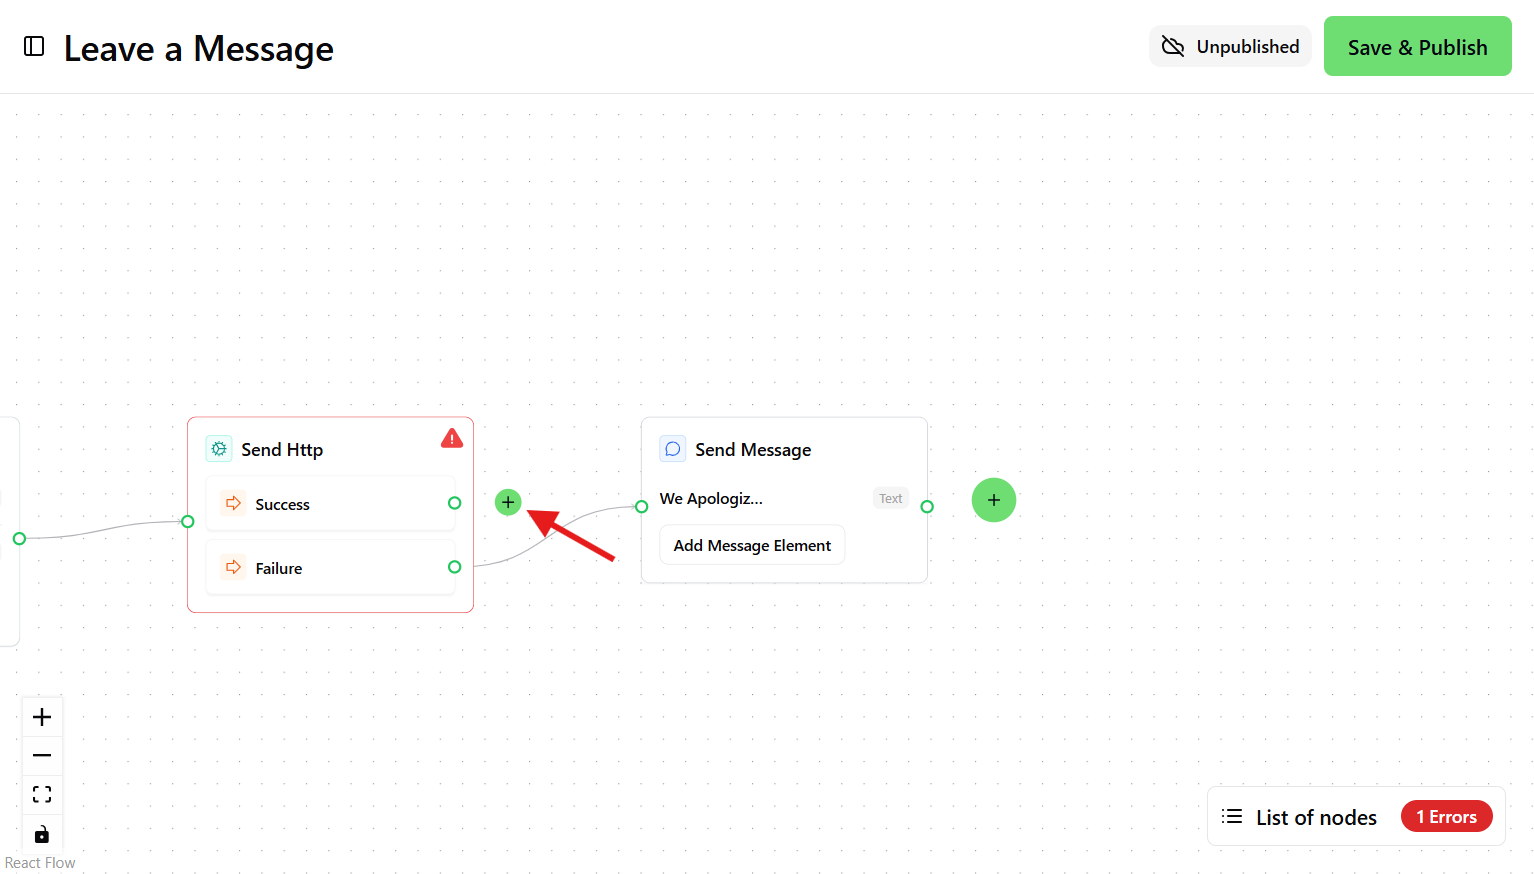 Leave a Message
Unpublished
Save & Publish
Send Http
Success
Failure
Send Message
We Apologiz...
Text
Add Message Element
List of nodes
1 Errors
React Flow